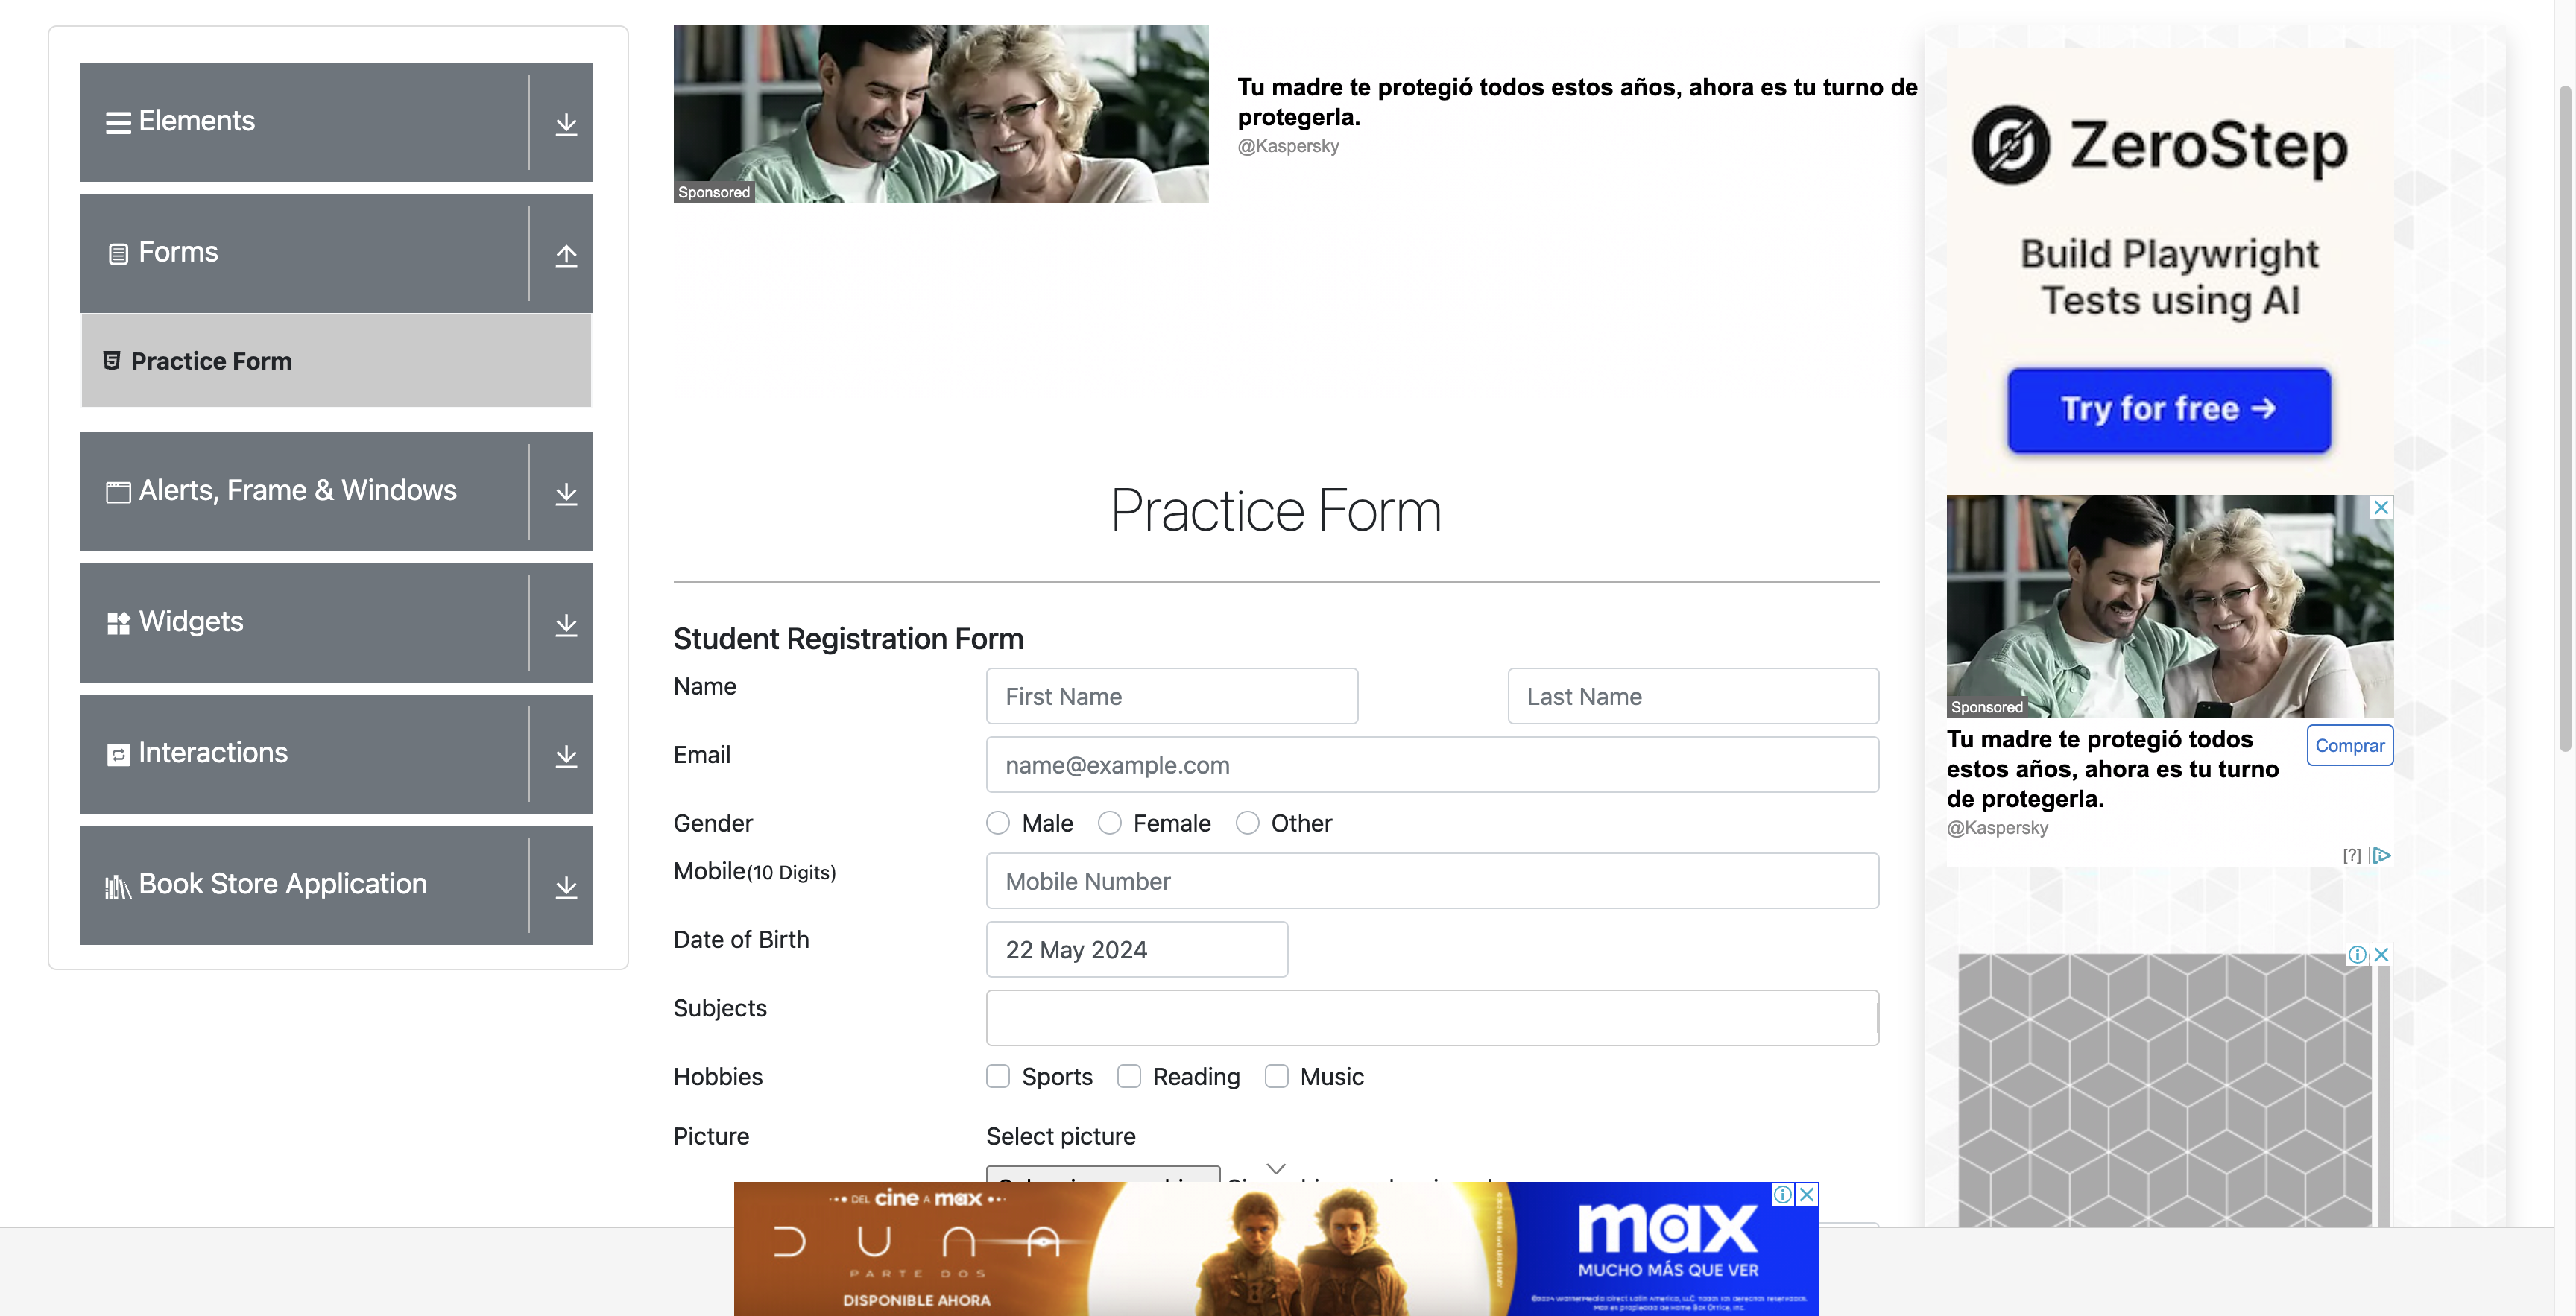 Elements
Forms
Practice Form
Alerts, Frame & Windows
Widgets
Interactions
Book Store Application
Sponsored
Tu madre te protegió todos estos años, ahora es tu turno de
protegerla.
@Kaspersky
Practice Form
Student Registration Form
Name
First Name
Last Name
Email
name@example.com
Gender
Male
Female
Other
Mobile(10 Digits)
Mobile Number
Date of Birth
22 May 2024
Subjects
Hobbies
Sports
Reading
Music
Picture
Select picture
ZeroStep
Build Playwright
Tests using AI
Try for free →
Sponsored
Tu madre te protegió todos
estos años, ahora es tu turno
de protegerla.
Comprar
@Kaspersky
[?]
DEL cine A max
DUNA
PARTE DOS
DISPONIBLE AHORA
max
MUCHO MÁS QUE VER